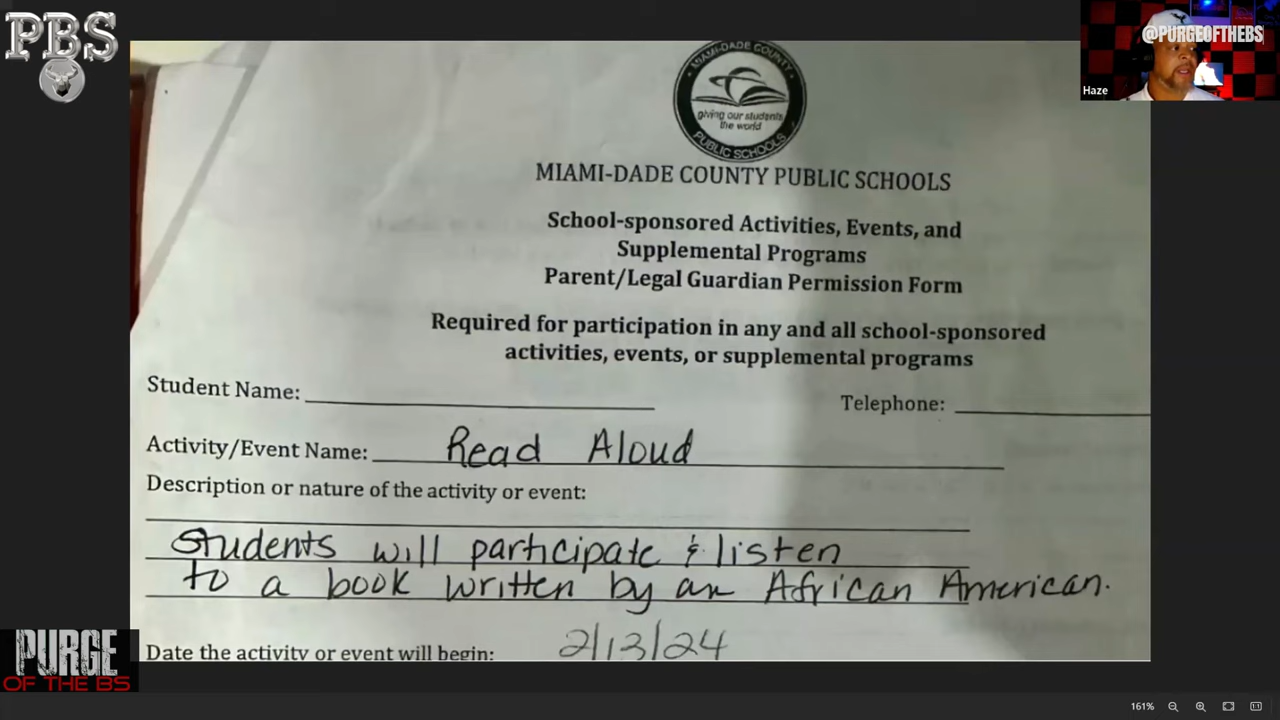 PBS
@PURGEOFTHEBS
Haze
MIAMI-DADE COUNTY
giving our students
the world
PUBLIC SCHOOLS
MIAMI-DADE COUNTY PUBLIC SCHOOLS
School-sponsored Activities, Events, and
Supplemental Programs
Parent/Legal Guardian Permission Form
Required for participation in any and all school-sponsored
activities, events, or supplemental programs
Student Name:
Telephone:
Activity/Event Name: Read Aloud
Description or nature of the activity or event:
Students will participate & listen
to a book written by an African American.
Date the activity or event will begin: 2/13/24
PURGE
OF THE BS
161%